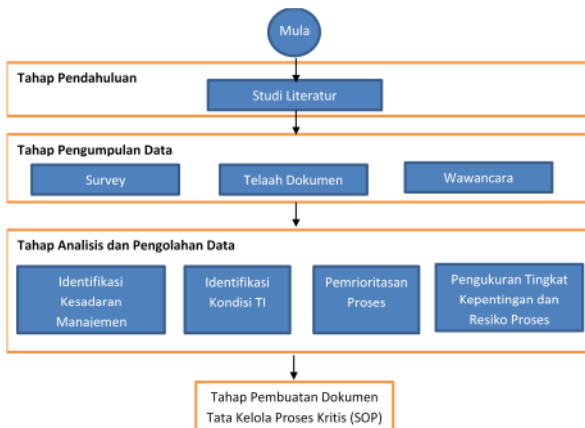 Mula
Tahap Pendahuluan
Studi Literatur
Tahap Pengumpulan Data
Survey
Telaah Dokumen
Wawancara
Tahap Analisis dan Pengolahan Data
Identifikasi
Kesadaran
Manajemen
Identifikasi
Kondisi TI
Pemrioritasan
Proses
Pengukuran Tingkat
Kepentingan dan
Resiko Proses
Tahap Pembuatan Dokumen
Tata Kelola Proses Kritis (SOP)